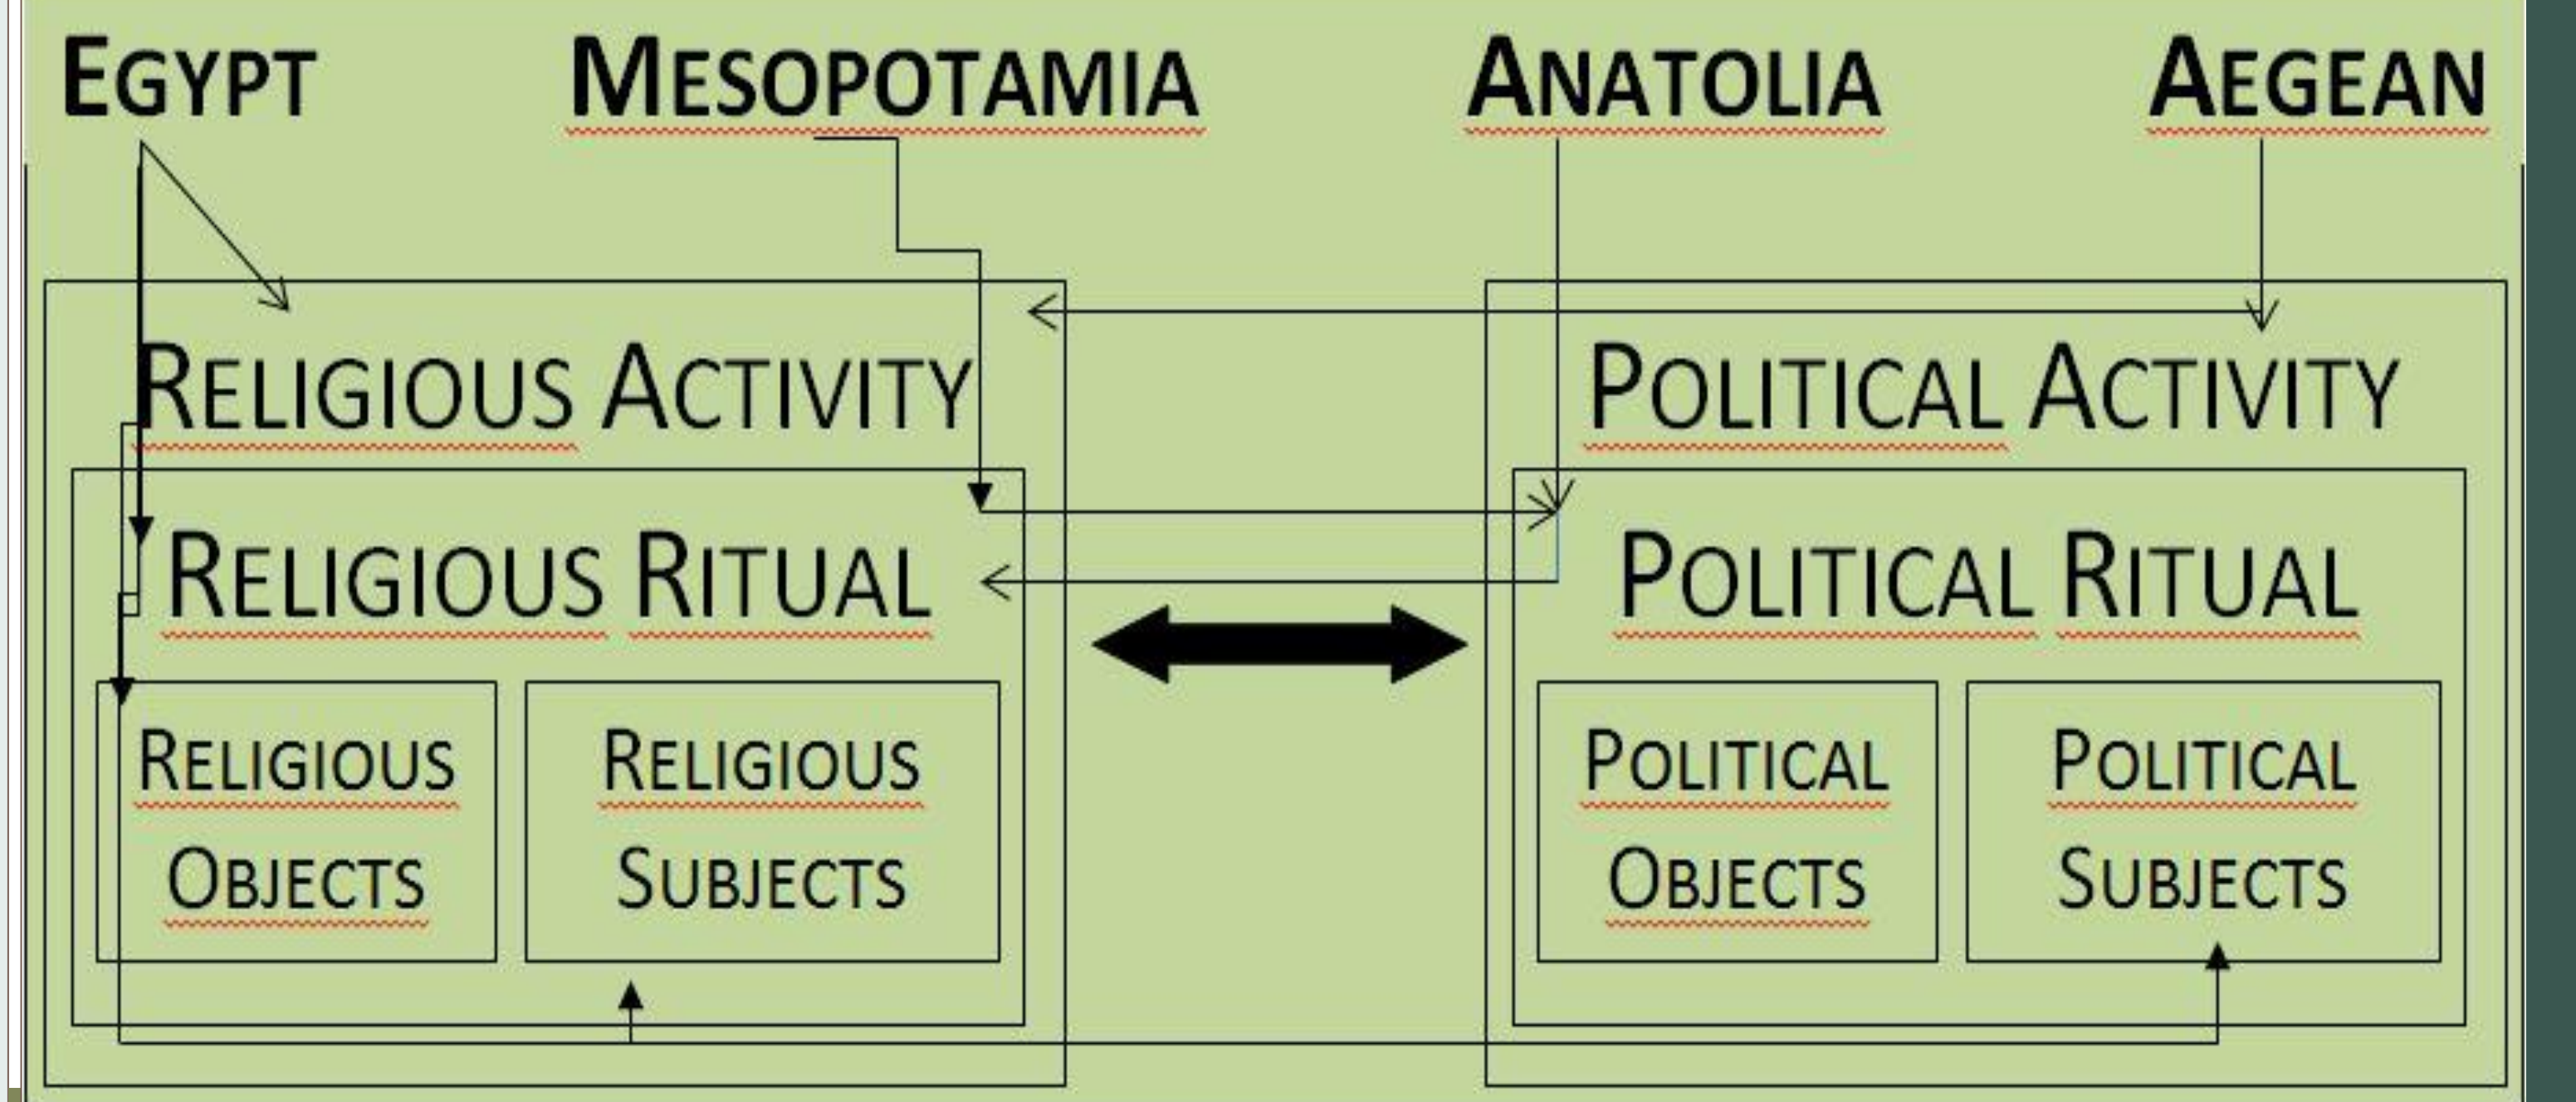 EGYPT MESOPOTAMIA ANATOLIA AEGEAN
RELIGIOUS ACTIVITY
POLITICAL ACTIVITY
RELIGIOUS RITUAL
POLITICAL RITUAL
RELIGIOUS
OBJECTS
RELIGIOUS
SUBJECTS
POLITICAL
OBJECTS
POLITICAL
SUBJECTS